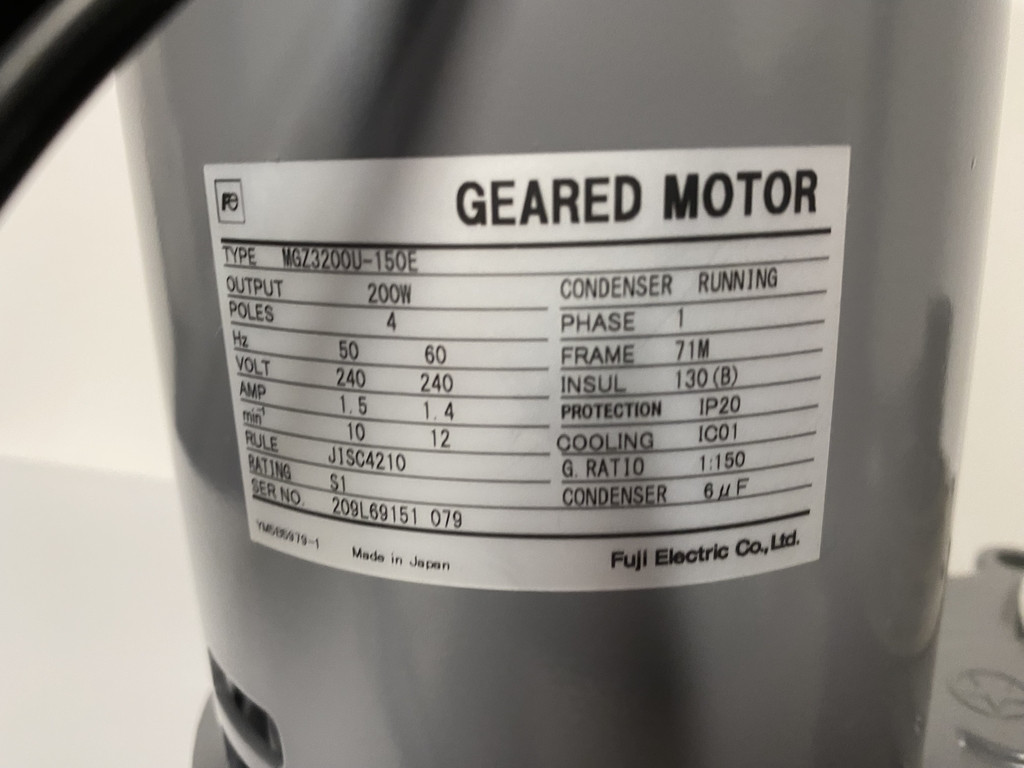 Fe GEARED MOTOR
TYPE MGZ3200U-150E
OUTPUT 200W CONDENSER RUNNING
POLES 4 PHASE 1
Hz 50 60 FRAME 71M
VOLT 240 240 INSUL 130(B)
AMP 1.5 1.4 PROTECTION IP20
min⁻¹ 10 12 COOLING IC01
RULE JISC4210 G.RATIO 1:150
RATING S1 CONDENSER 6μF
SER NO. 209L69151 079
Made in Japan Fuji Electric Co.,Ltd.